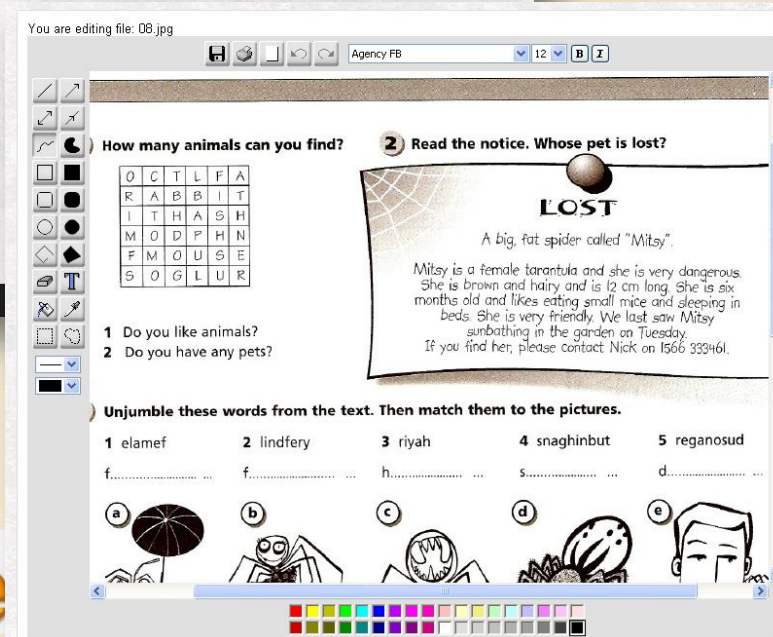 You are editing file: 08.jpg
Agency FB
12
B
I
T
How many animals can you find?
O C T L F A
R A B B I T
I T H A S H
M O D P H N
F M O U S E
S O G L U R
1 Do you like animals?
2 Do you have any pets?
2 Read the notice. Whose pet is lost?
LOST
A big, fat spider called "Mitsy".
Mitsy is a female tarantula and she is very dangerous.
She is brown and hairy and is 12 cm long. She is six
months old and likes eating small mice and sleeping in
beds. She is very friendly. We last saw Mitsy
sunbathing in the garden on Tuesday.
If you find her, please contact Nick on 1566 333461.
Unjumble these words from the text. Then match them to the pictures.
1 elamef 2 lindfery 3 riyah 4 snaghinbut 5 reganosud
f........................ ... f........................ ... h..................... ... s..................... ... d..................... ...
a b c d e